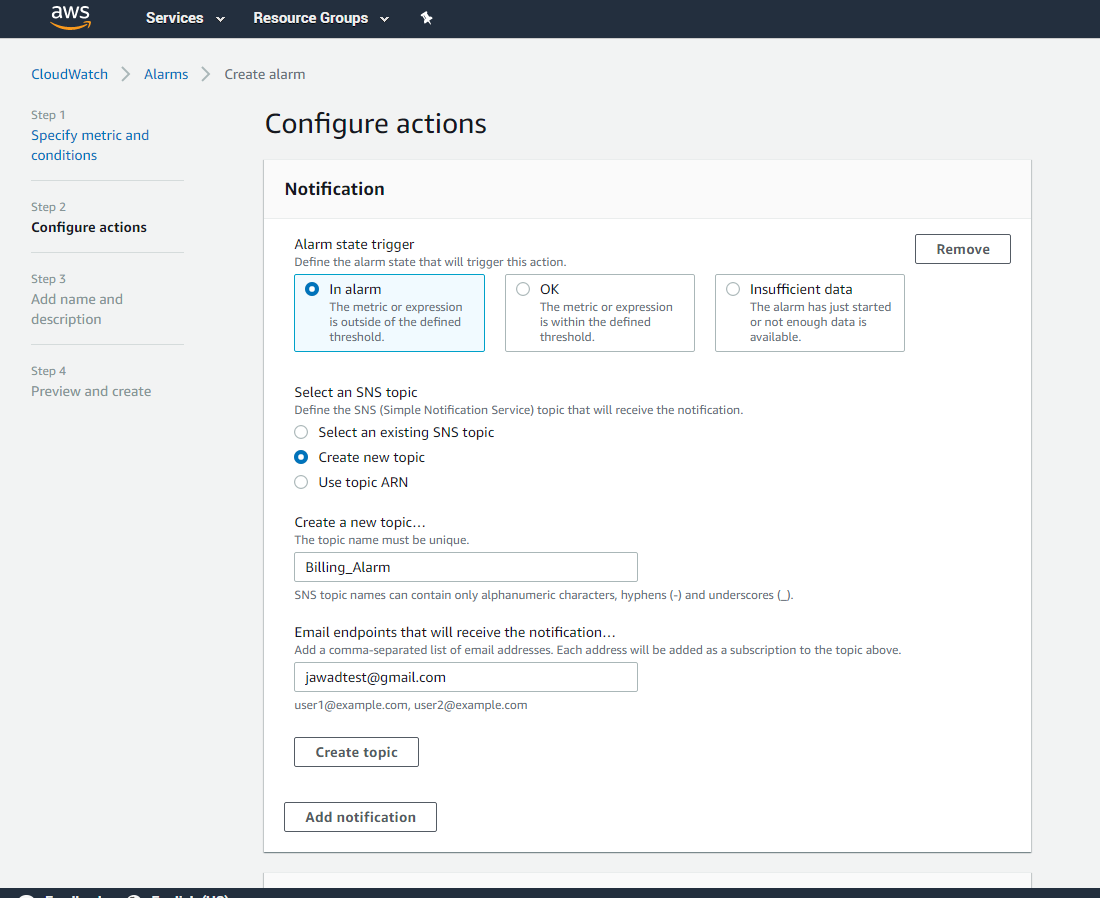 aws Services Resource Groups
CloudWatch Alarms Create alarm
Step 1
Specify metric and
conditions
Step 2
Configure actions
Step 3
Add name and
description
Step 4
Preview and create
Configure actions
Notification
Alarm state trigger
Define the alarm state that will trigger this action.
Remove
In alarm
The metric or expression
is outside of the defined
threshold.
OK
The metric or expression
is within the defined
threshold.
Insufficient data
The alarm has just started
or not enough data is
available.
Select an SNS topic
Define the SNS (Simple Notification Service) topic that will receive the notification.
Select an existing SNS topic
Create new topic
Use topic ARN
Create a new topic…
The topic name must be unique.
Billing_Alarm
SNS topic names can contain only alphanumeric characters, hyphens (-) and underscores (_).
Email endpoints that will receive the notification…
Add a comma-separated list of email addresses. Each address will be added as a subscription to the topic above.
jawadtest@gmail.com
user1@example.com, user2@example.com
Create topic
Add notification